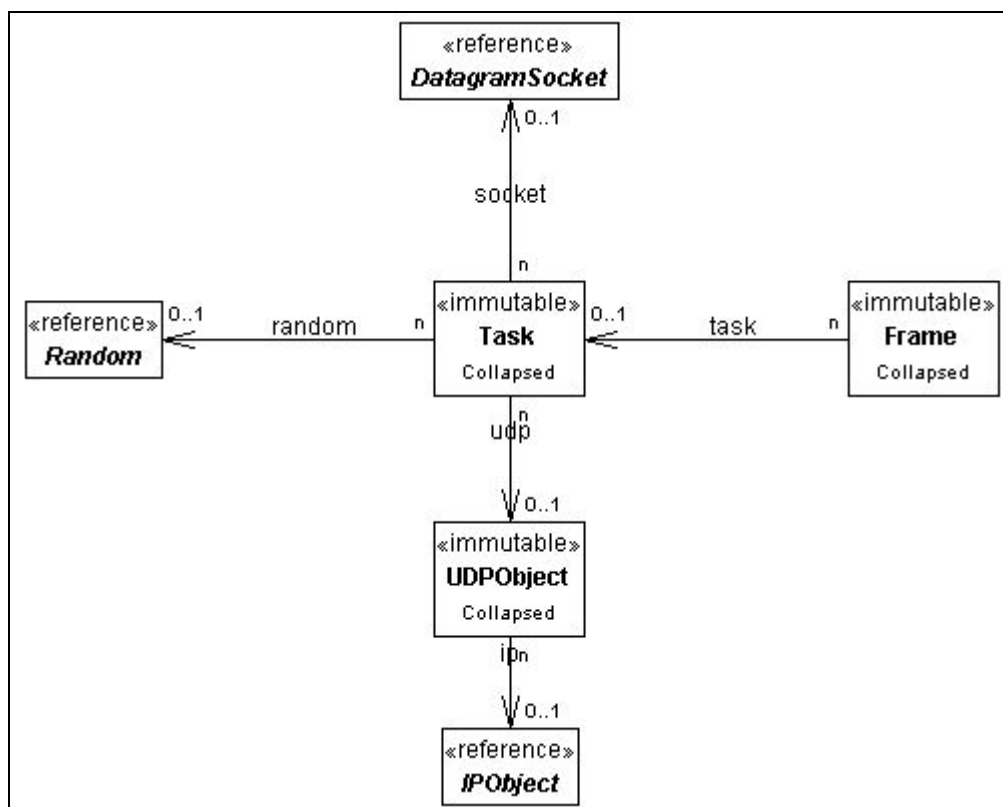 «reference»
DatagramSocket
0..1
socket
n
«reference»
Random
0..1
random
n
«immutable»
Task
Collapsed
0..1
task
n
«immutable»
Frame
Collapsed
n
udp
0..1
«immutable»
UDPObject
Collapsed
ip
n
0..1
«reference»
IPObject